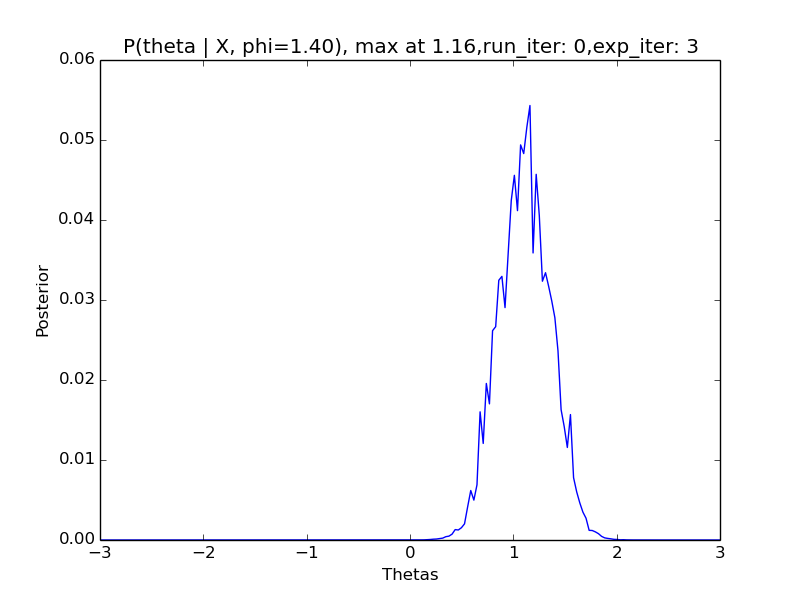 P(theta | X, phi=1.40), max at 1.16,run_iter: 0,exp_iter: 3
0.06
0.05
0.04
0.03
0.02
0.01
0.00
Posterior
−3 −2 −1 0 1 2 3
Thetas